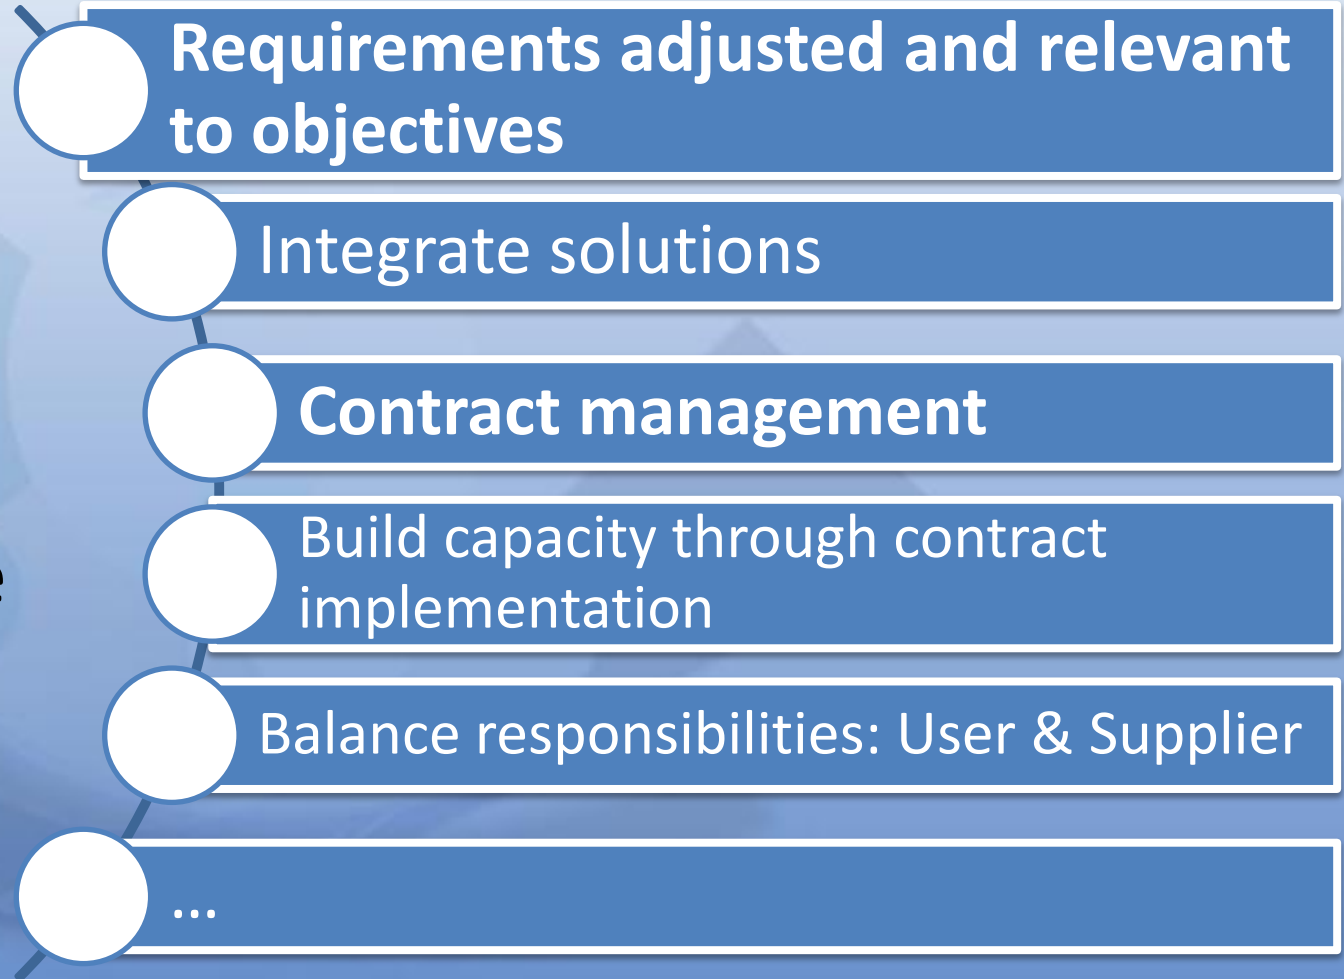 Requirements adjusted and relevant
to objectives
Integrate solutions
Contract management
Build capacity through contract
implementation
e
Balance responsibilities: User & Supplier
...